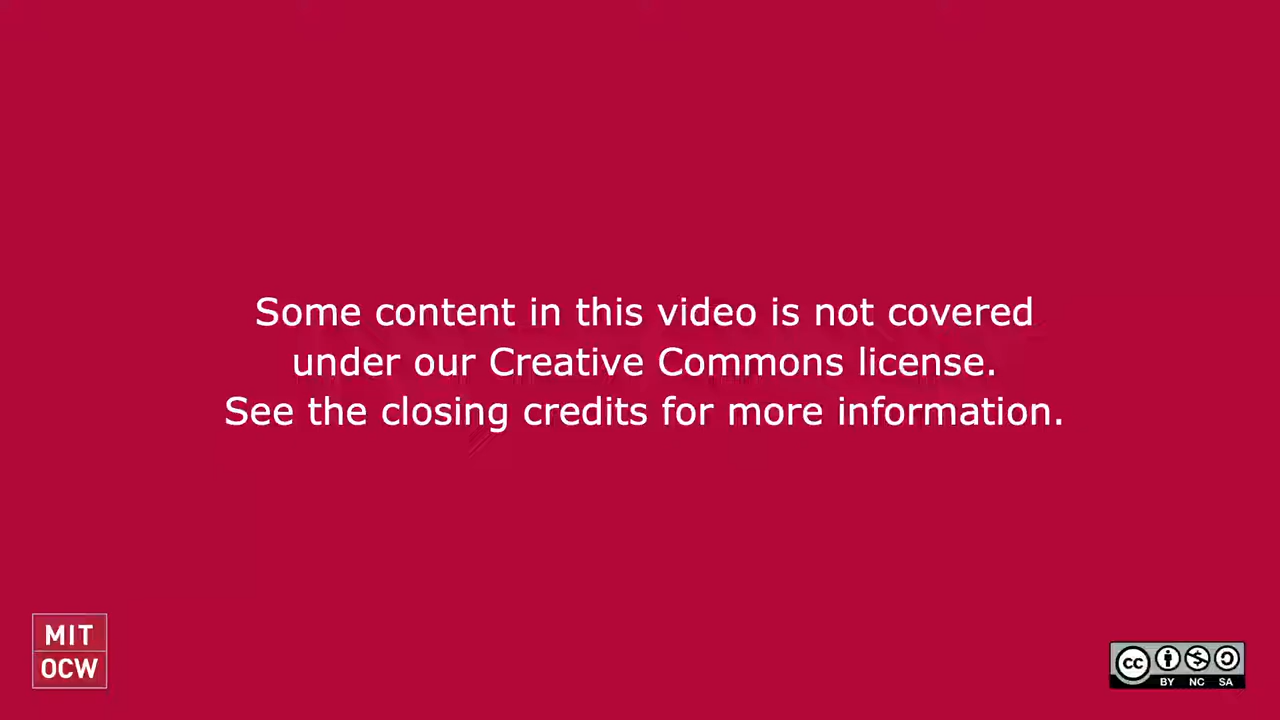 Some content in this video is not covered
under our Creative Commons license.
See the closing credits for more information.
MIT
OCW
cc
BY NC SA